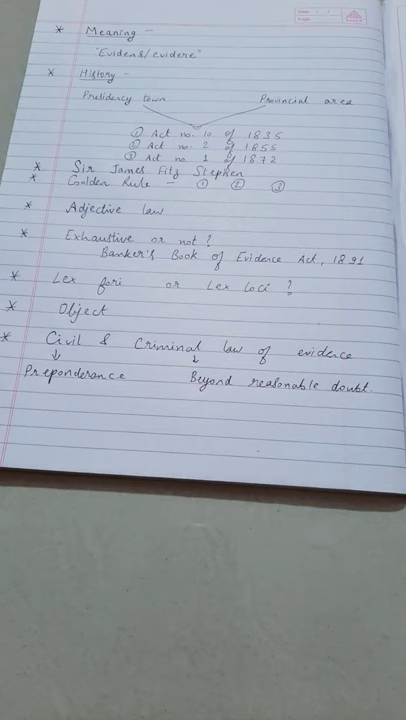 * Meaning -
"Evidens/evidere"
* History -
Presidency town Provincial area
① Act no. 10 of 1835
② Act no. 2 of 1855
③ Act no 1 of 1872
* Sir James Fitz Stephen
* Golden Rule - ① ② ③
* Adjective law
* Exhaustive or not?
Banker's Book of Evidence Act, 1891
* Lex fori or Lex Loci ?
* Object
* Civil & Criminal law of evidence
↓ ↓
Preponderance Beyond reasonable doubt.